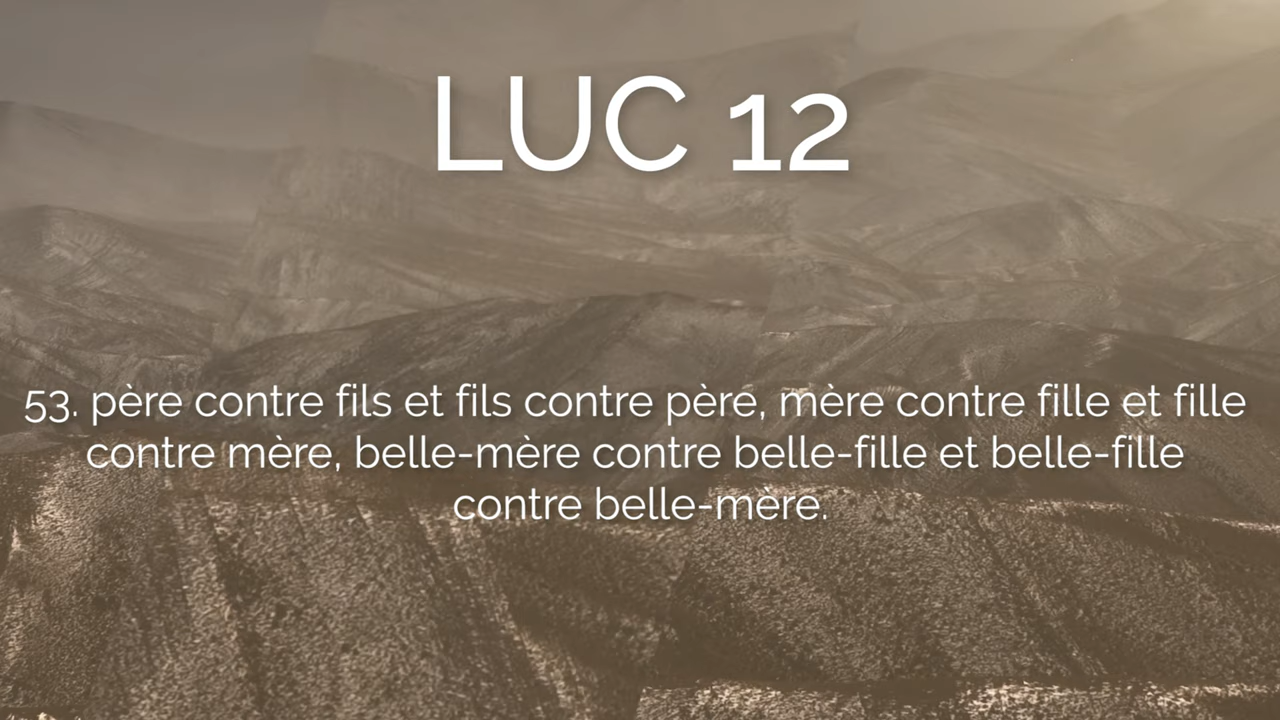 LUC 12
53. père contre fils et fils contre père, mère contre fille et fille
contre mère, belle-mère contre belle-fille et belle-fille
contre belle-mère.